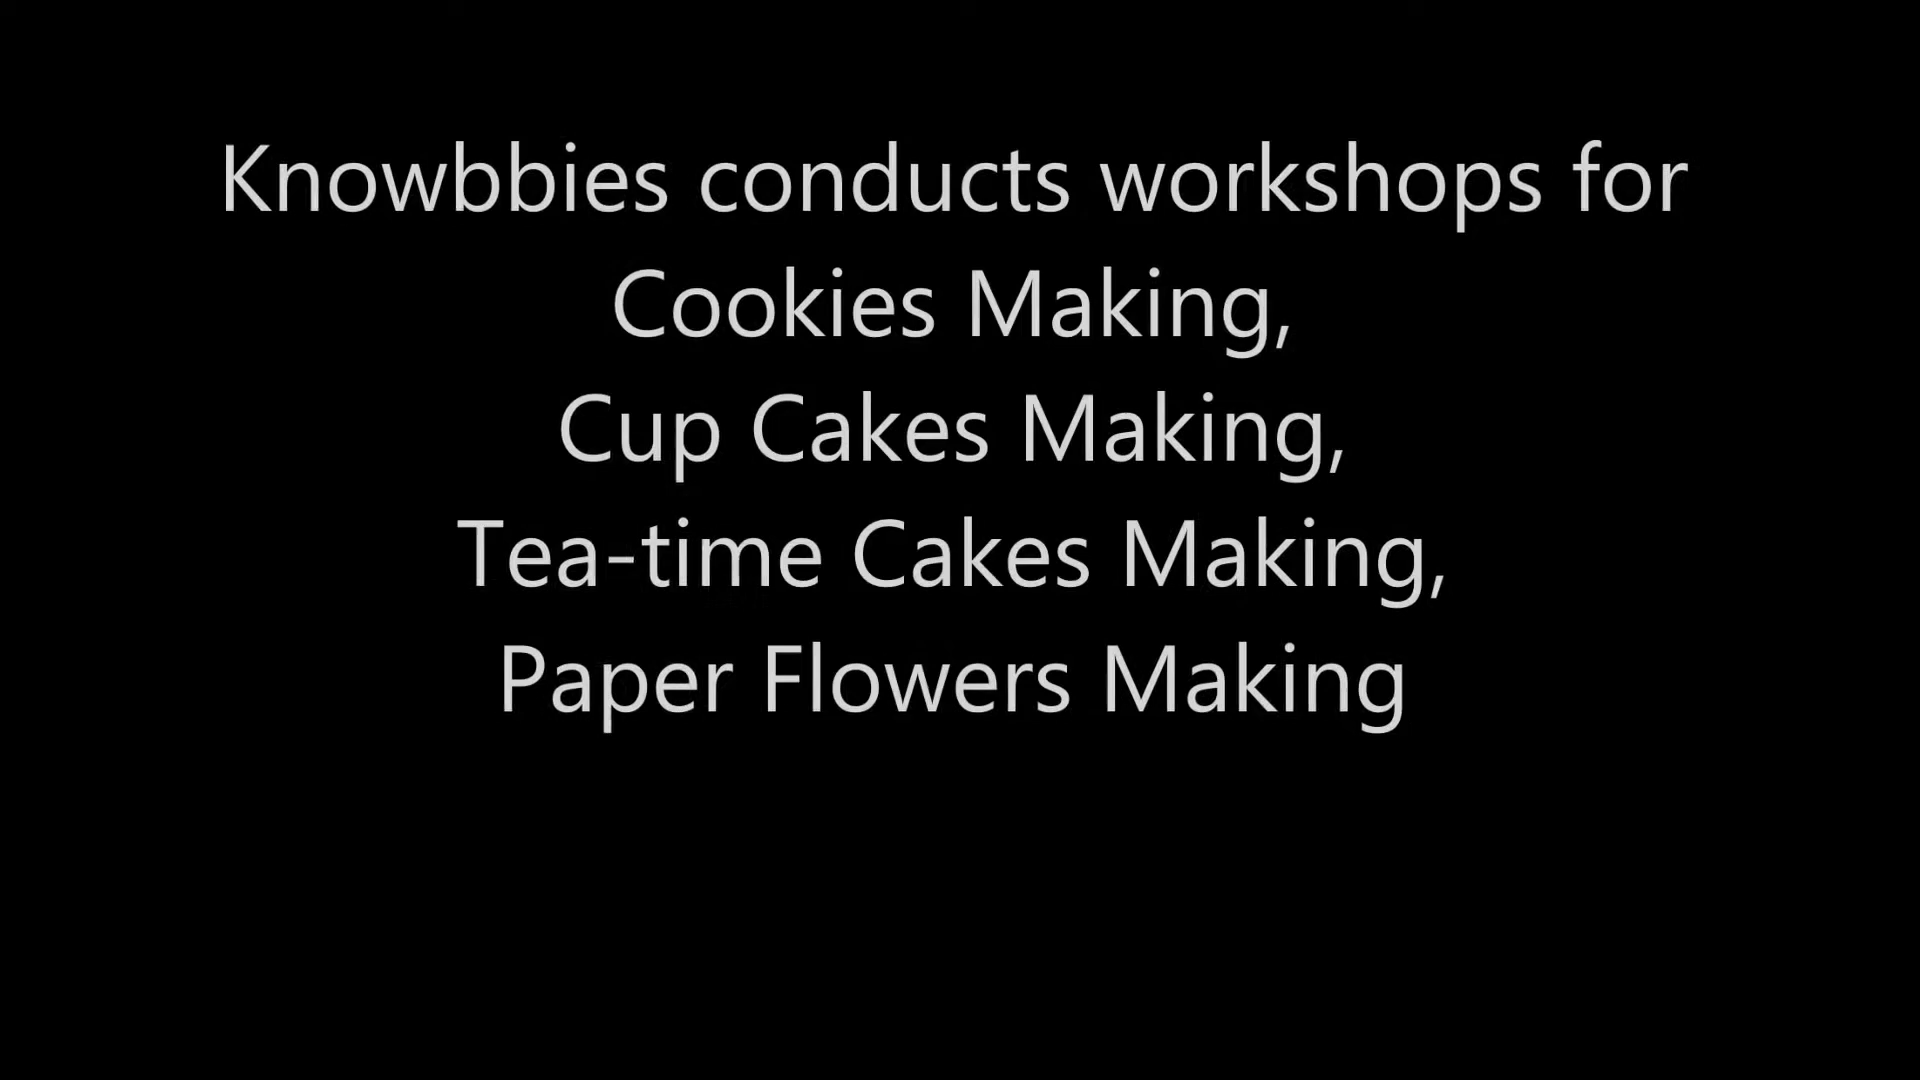 Knowbbies conducts workshops for
Cookies Making,
Cup Cakes Making,
Tea-time Cakes Making,
Paper Flowers Making